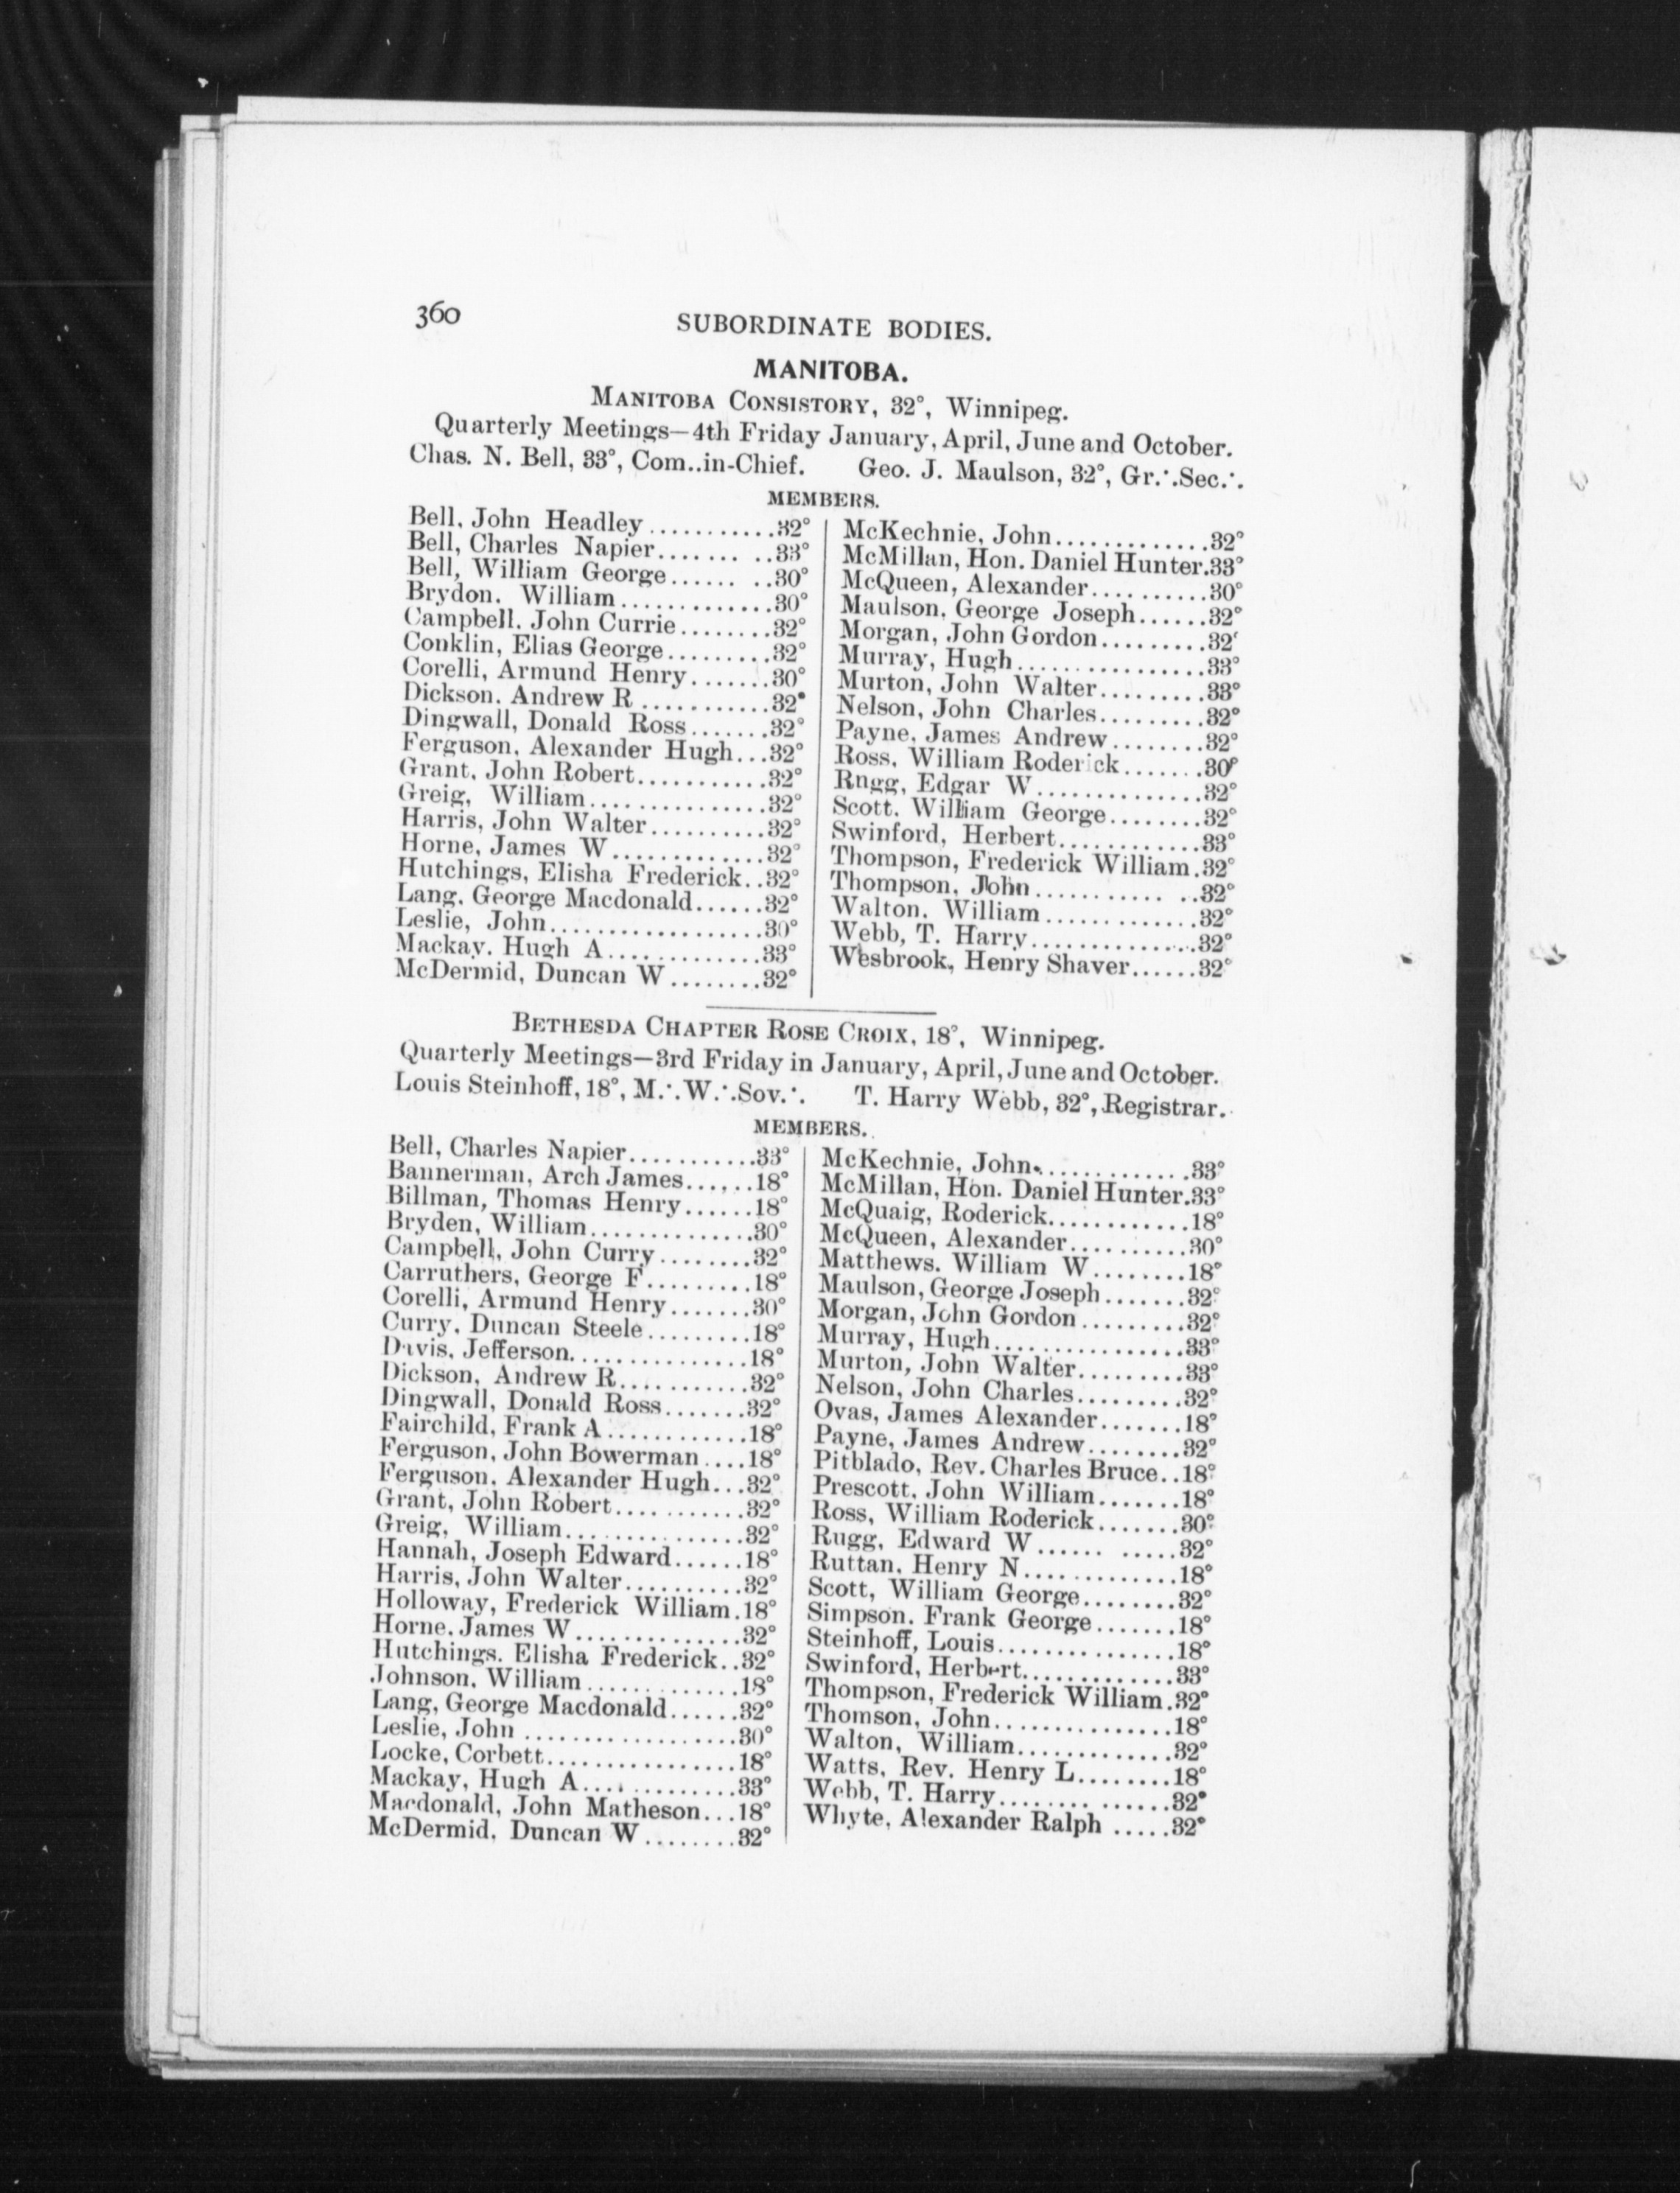 360
SUBORDINATE BODIES.
MANITOBA.
MANITOBA CONSISTORY, 32°, Winnipeg.
Quarterly Meetings—4th Friday January, April, June and October.
Chas. N. Bell, 33°, Com..in-Chief. Geo. J. Maulson, 32°, Gr.∴Sec.∴
MEMBERS.
Bell, John Headley...........32°
Bell, Charles Napier....... ..33°
Bell, William George...... ..30°
Brydon, William.............30°
Campbell, John Currie........32°
Conklin, Elias George.........32°
Corelli, Armund Henry.......30°
Dickson, Andrew R ...........32°
Dingwall, Donald Ross.......32°
Ferguson, Alexander Hugh...32°
Grant, John Robert...........32°
Greig, William...............32°
Harris, John Walter..........32°
Horne, James W.............32°
Hutchings, Elisha Frederick..32°
Lang, George Macdonald......32°
Leslie, John..................30°
Mackay, Hugh A.............33°
McDermid, Duncan W........32°
McKechnie, John.............32°
McMillan, Hon. Daniel Hunter.33°
McQueen, Alexander..........30°
Maulson, George Joseph......32°
Morgan, John Gordon.........32°
Murray, Hugh................33°
Murton, John Walter.........33°
Nelson, John Charles.........32°
Payne, James Andrew........32°
Ross, William Roderick.......30°
Rugg, Edgar W..............32°
Scott, William George........32°
Swinford, Herbert............33°
Thompson, Frederick William.32°
Thompson, John........... ..32°
Walton, William.............32°
Webb, T. Harry..............32°
Wesbrook, Henry Shaver......32°
BETHESDA CHAPTER ROSE CROIX, 18°, Winnipeg.
Quarterly Meetings—3rd Friday in January, April, June and October.
Louis Steinhoff, 18°, M.∴W.∴Sov.∴ T. Harry Webb, 32°, Registrar.
MEMBERS.
Bell, Charles Napier...........33°
Bannerman, Arch James......18°
Billman, Thomas Henry......18°
Bryden, William..............30°
Campbell, John Curry........32°
Carruthers, George F.........18°
Corelli, Armund Henry.......30°
Curry, Duncan Steele.........18°
Davis, Jefferson................18°
Dickson, Andrew R...........32°
Dingwall, Donald Ross.......32°
Fairchild, Frank A............18°
Ferguson, John Bowerman....18°
Ferguson, Alexander Hugh...32°
Grant, John Robert...........32°
Greig, William...............32°
Hannah, Joseph Edward......18°
Harris, John Walter..........32°
Holloway, Frederick William.18°
Horne, James W..............32°
Hutchings, Elisha Frederick..32°
Johnson, William.............18°
Lang, George Macdonald......32°
Leslie, John ..................30°
Locke, Corbett................18°
Mackay, Hugh A.............33°
Macdonald, John Matheson...18°
McDermid, Duncan W........32°
McKechnie, John.............33°
McMillan, Hon. Daniel Hunter.33°
McQuaig, Roderick............18°
McQueen, Alexander..........30°
Matthews, William W........18°
Maulson, George Joseph.......32°
Morgan, John Gordon.........32°
Murray, Hugh................33°
Murton, John Walter.........33°
Nelson, John Charles.........32°
Ovas, James Alexander.......18°
Payne, James Andrew........32°
Pitblado, Rev. Charles Bruce..18°
Prescott, John William.......18°
Ross, William Roderick.......30°
Rugg, Edward W...... .....32°
Ruttan, Henry N.............18°
Scott, William George........32°
Simpson, Frank George.......18°
Steinhoff, Louis...............18°
Swinford, Herbert.............33°
Thompson, Frederick William.32°
Thomson, John...............18°
Walton, William.............32°
Watts, Rev. Henry L........18°
Webb, T. Harry........ ......32°
Whyte, Alexander Ralph .....32°